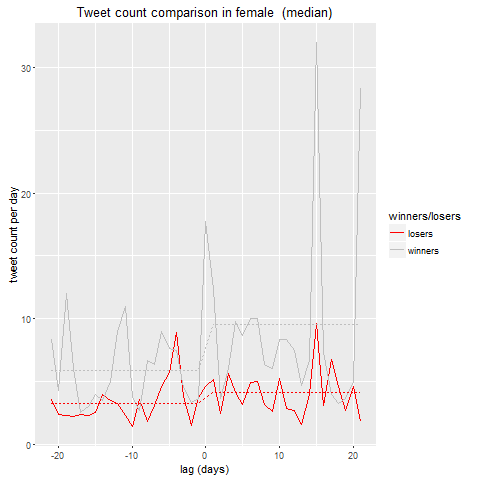 Tweet count comparison in female (median)
30
20
10
0
tweet count per day
-20
-10
0
10
20
lag (days)
winners/losers
losers
winners